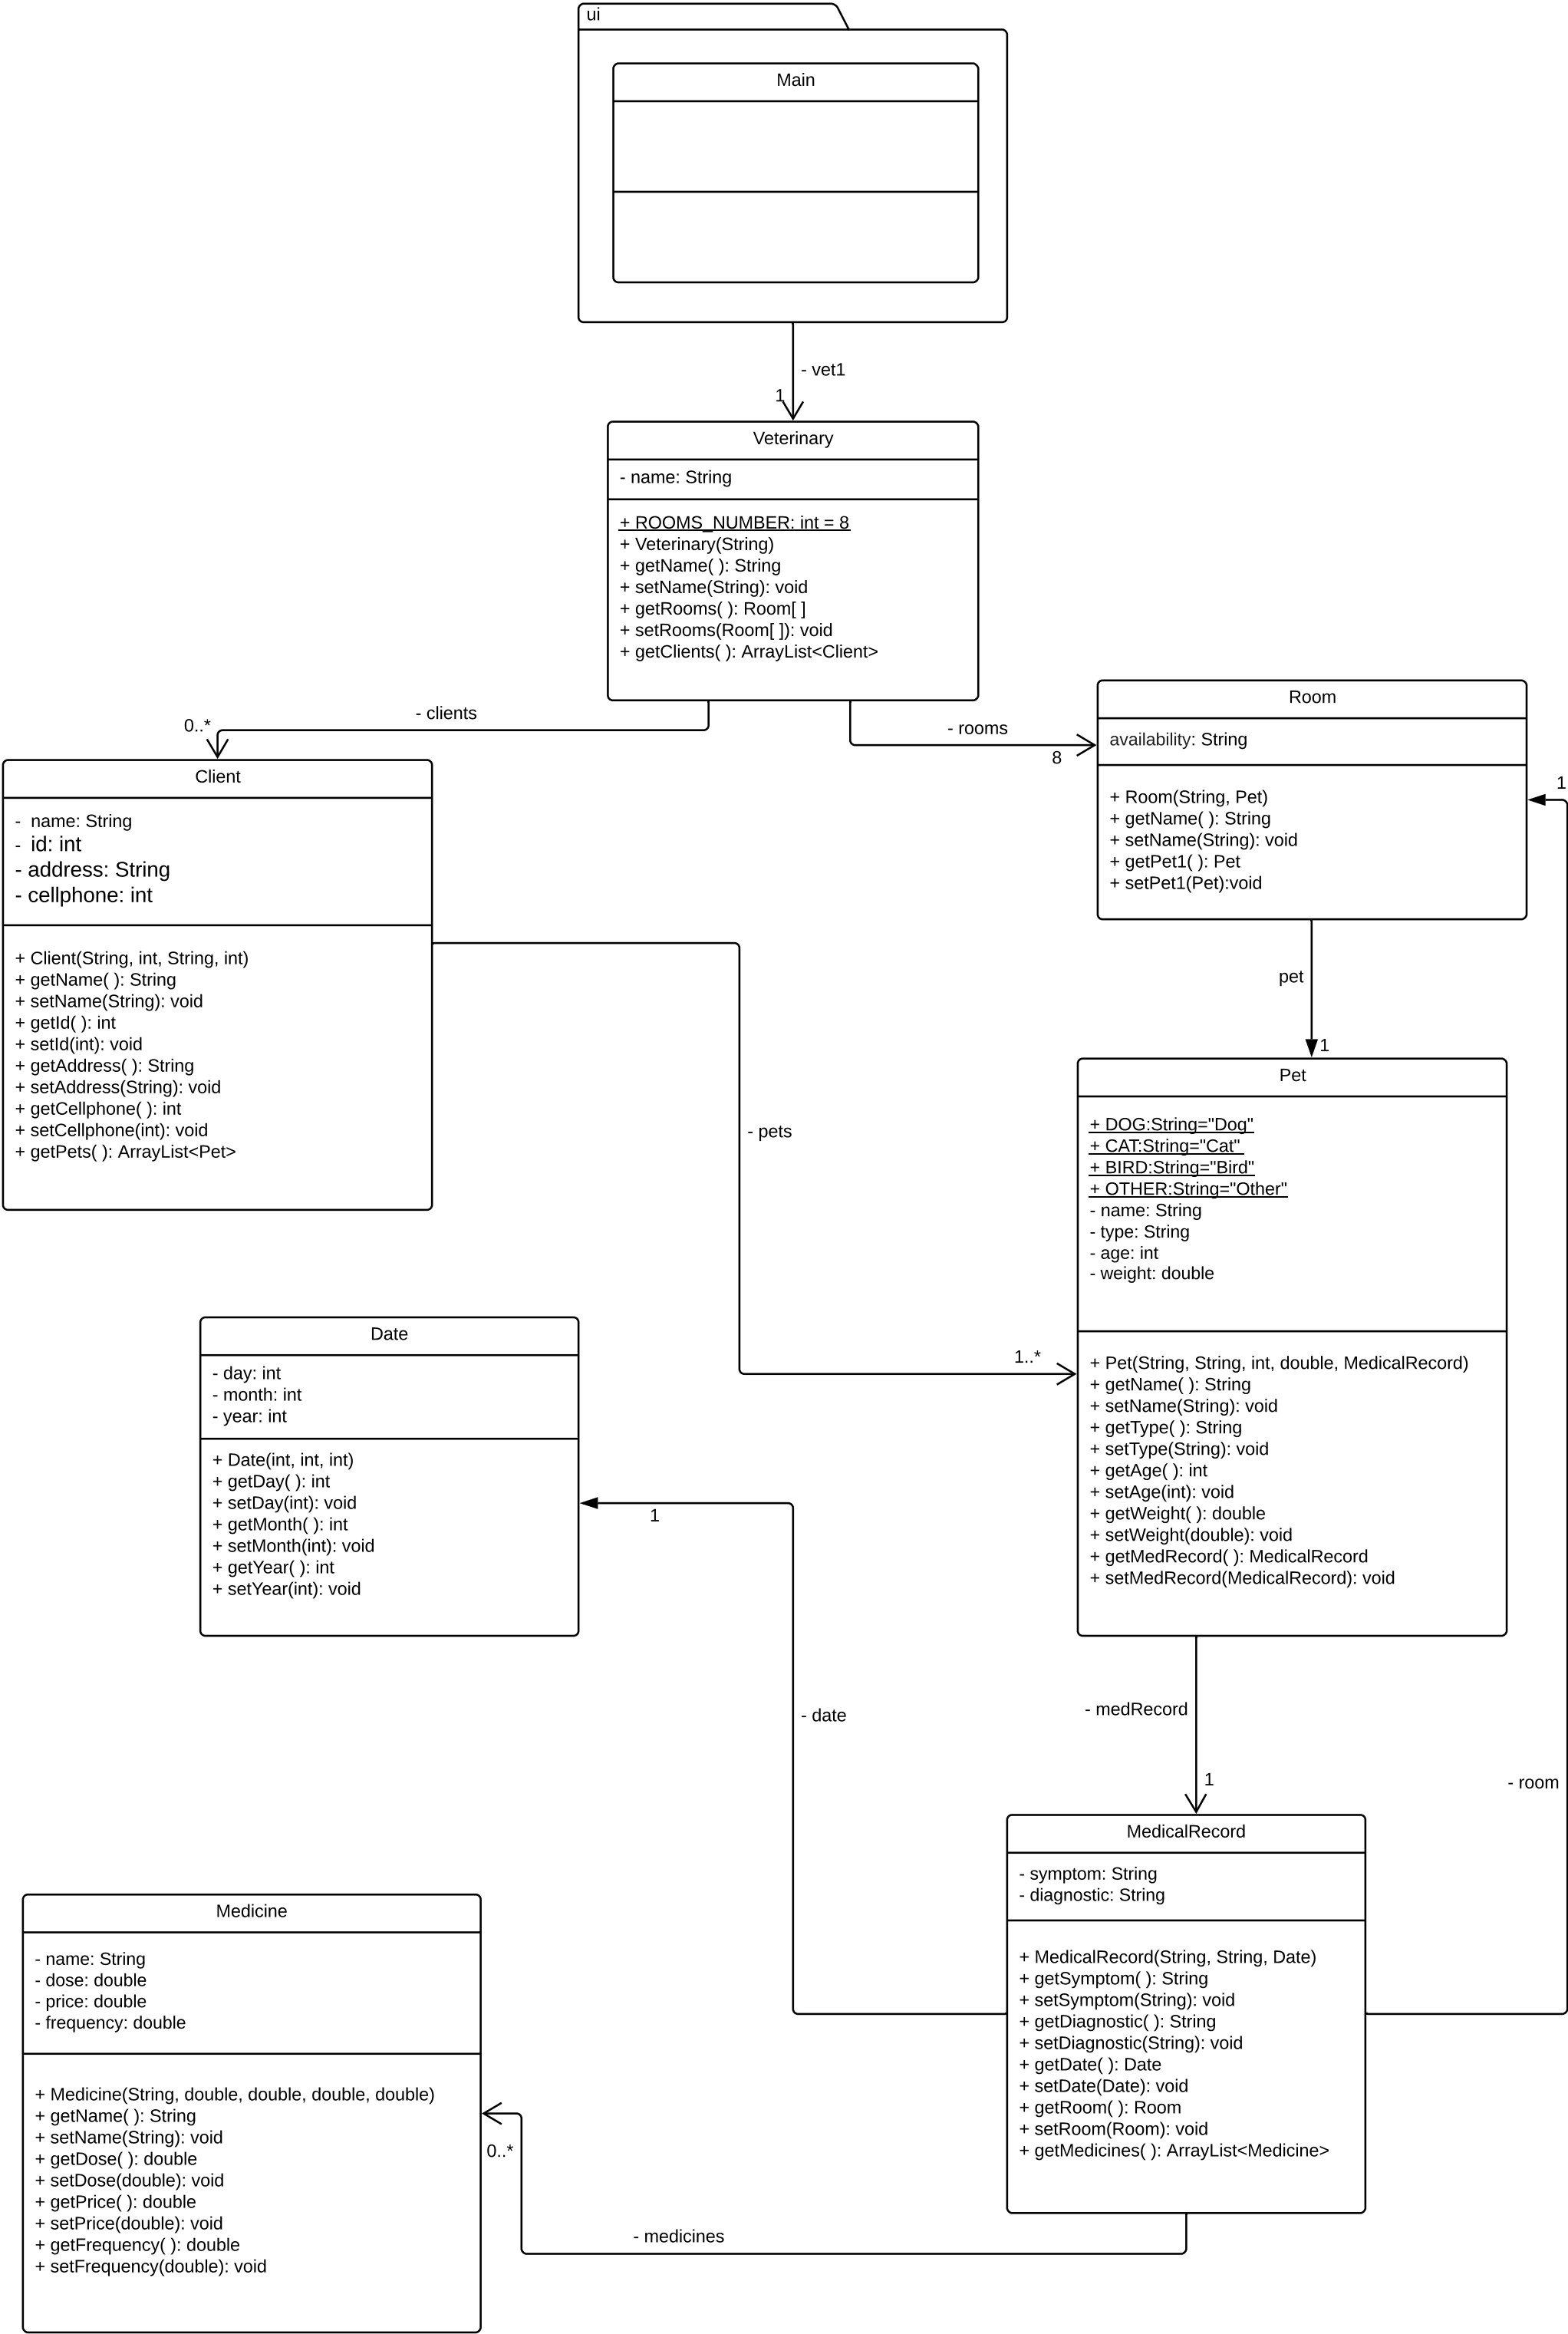 ui
Main
- vet1
1
Veterinary
- name: String
+ ROOMS_NUMBER: int = 8
+ Veterinary(String)
+ getName( ): String
+ setName(String): void
+ getRooms( ): Room[ ]
+ setRooms(Room[ ]): void
+ getClients( ): ArrayList<Client>
- clients
0..*
- rooms
8
Room
availability: String
+ Room(String, Pet)
+ getName( ): String
+ setName(String): void
+ getPet1( ): Pet
+ setPet1(Pet):void
1
Client
- name: String
- id: int
- address: String
- cellphone: int
+ Client(String, int, String, int)
+ getName( ): String
+ setName(String): void
+ getId( ): int
+ setId(int): void
+ getAddress( ): String
+ setAddress(String): void
+ getCellphone( ): int
+ setCellphone(int): void
+ getPets( ): ArrayList<Pet>
pet
1
- pets
1..*
Pet
+ DOG:String="Dog"
+ CAT:String="Cat"
+ BIRD:String="Bird"
+ OTHER:String="Other"
- name: String
- type: String
- age: int
- weight: double
+ Pet(String, String, int, double, MedicalRecord)
+ getName( ): String
+ setName(String): void
+ getType( ): String
+ setType(String): void
+ getAge( ): int
+ setAge(int): void
+ getWeight( ): double
+ setWeight(double): void
+ getMedRecord( ): MedicalRecord
+ setMedRecord(MedicalRecord): void
Date
- day: int
- month: int
- year: int
+ Date(int, int, int)
+ getDay( ): int
+ setDay(int): void
+ getMonth( ): int
+ setMonth(int): void
+ getYear( ): int
+ setYear(int): void
1
- date
- medRecord
1
- room
MedicalRecord
- symptom: String
- diagnostic: String
+ MedicalRecord(String, String, Date)
+ getSymptom( ): String
+ setSymptom(String): void
+ getDiagnostic( ): String
+ setDiagnostic(String): void
+ getDate( ): Date
+ setDate(Date): void
+ getRoom( ): Room
+ setRoom(Room): void
+ getMedicines( ): ArrayList<Medicine>
Medicine
- name: String
- dose: double
- price: double
- frequency: double
+ Medicine(String, double, double, double, double)
+ getName( ): String
+ setName(String): void
+ getDose( ): double
+ setDose(double): void
+ getPrice( ): double
+ setPrice(double): void
+ getFrequency( ): double
+ setFrequency(double): void
0..*
- medicines